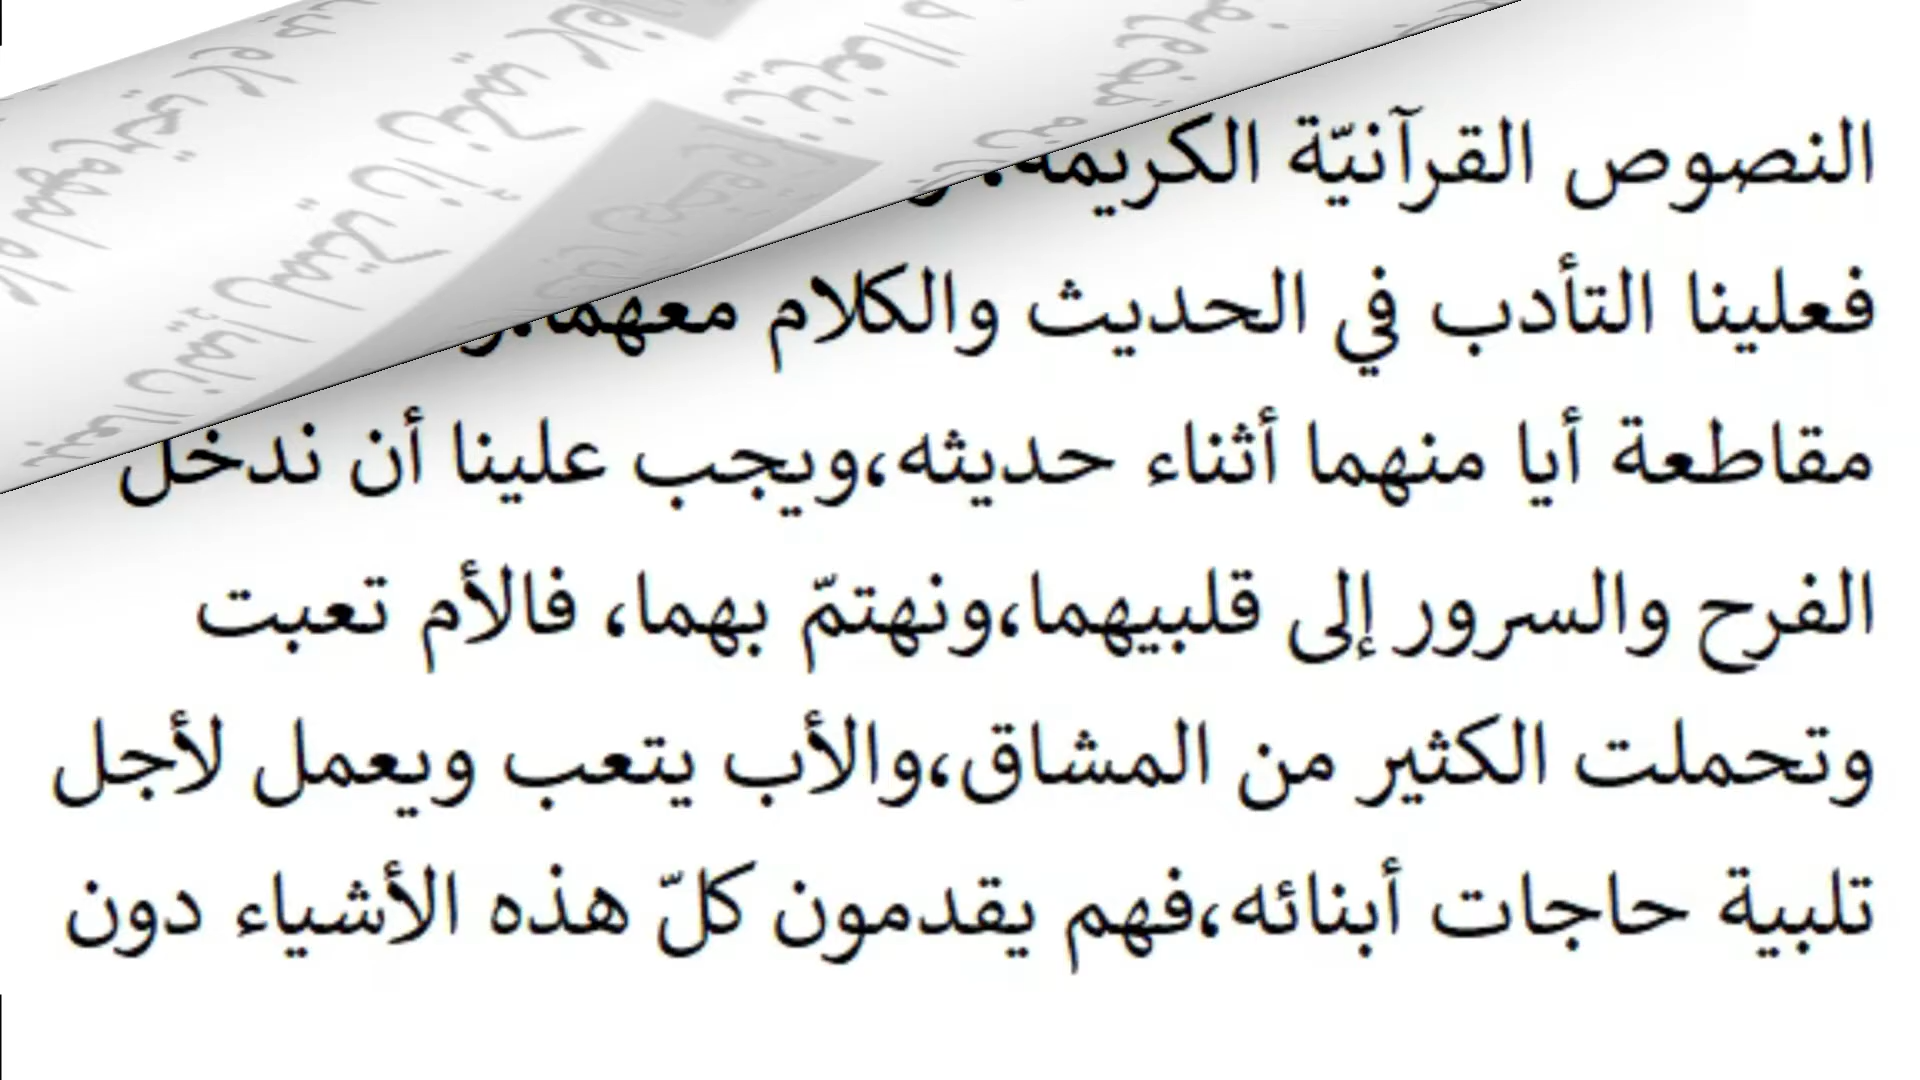 النصوص القرآنيّة الكريمة،
فعلينا التأدب في الحديث والكلام معهما،
مقاطعة أيا منهما أثناء حديثه،ويجب علينا أن ندخل
الفرح والسرور إلى قلبيهما،ونهتمّ بهما، فالأم تعبت
وتحملت الكثير من المشاق،والأب يتعب ويعمل لأجل
تلبية حاجات أبنائه،فهم يقدمون كلّ هذه الأشياء دون